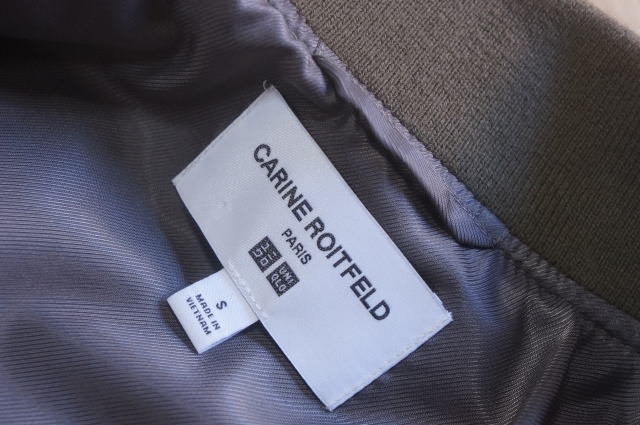 CARINE ROITFELD
PARIS
ユニ
クロ
UNI
QLO
S
MADE IN
VIETNAM